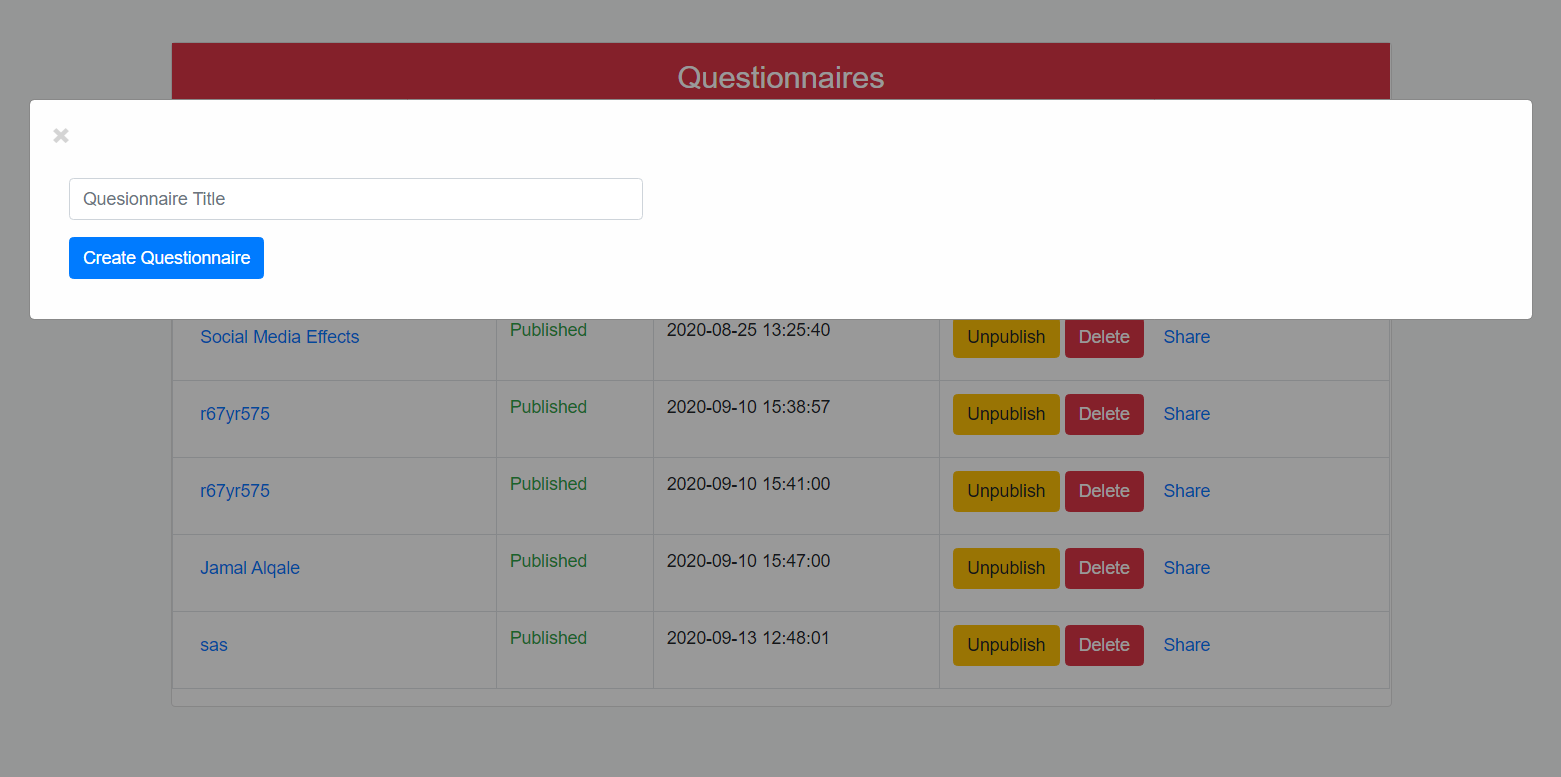 Questionnaires
✖
Quesionnaire Title
Create Questionnaire
Social Media Effects Published 2020-08-25 13:25:40 Unpublish Delete Share
r67yr575 Published 2020-09-10 15:38:57 Unpublish Delete Share
r67yr575 Published 2020-09-10 15:41:00 Unpublish Delete Share
Jamal Alqale Published 2020-09-10 15:47:00 Unpublish Delete Share
sas Published 2020-09-13 12:48:01 Unpublish Delete Share